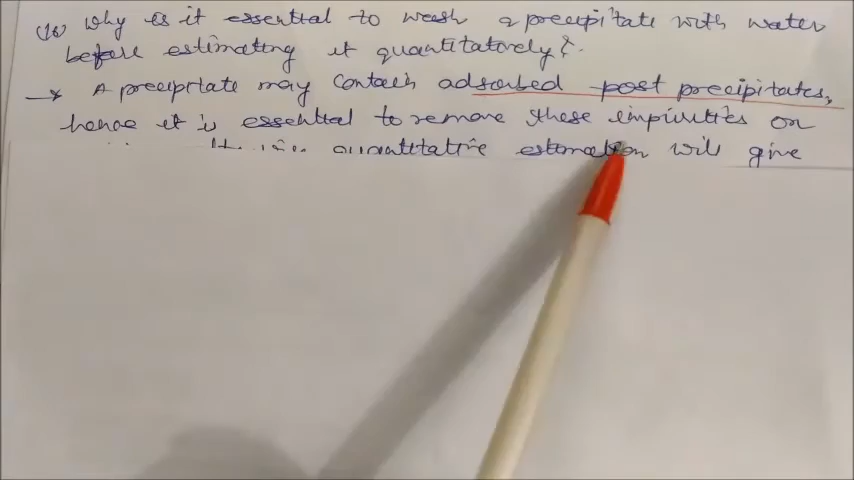 (16) Why is it essential to wash a precipitate with water
before estimating it quantitatively?
→ A precipitate may contain adsorbed post precipitates,
hence it is essential to remove these impurities or
quantitative estimation will give